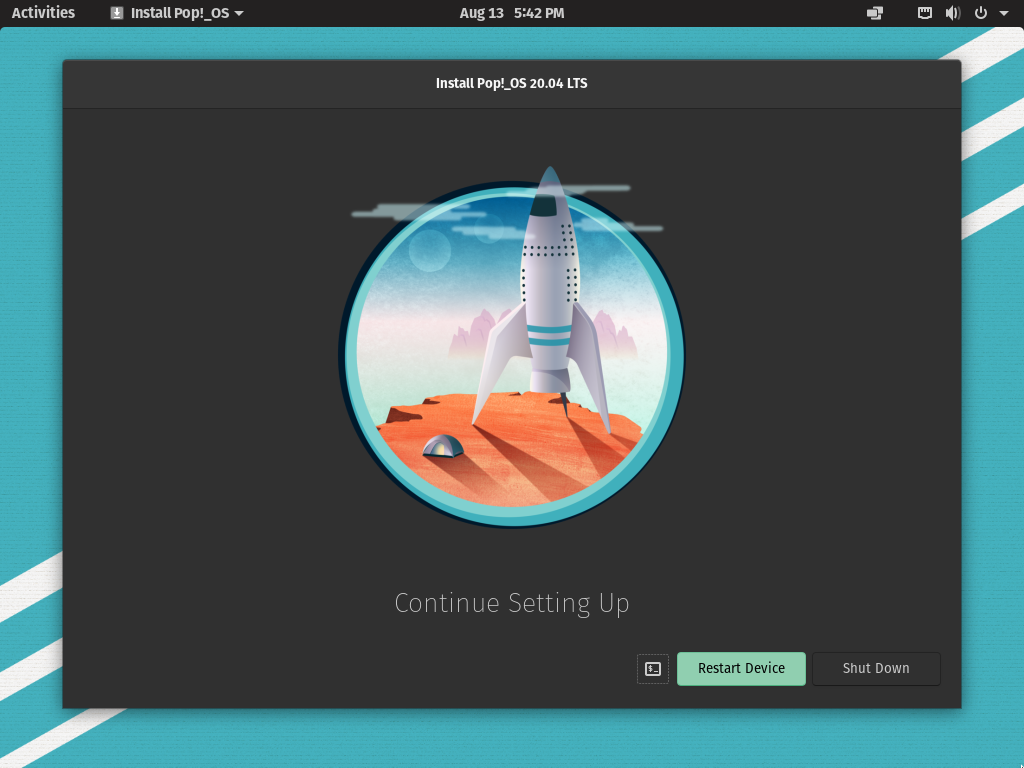 Activities
Install Pop!_OS
Aug 13 5:42 PM
Install Pop!_OS 20.04 LTS
Continue Setting Up
Restart Device
Shut Down